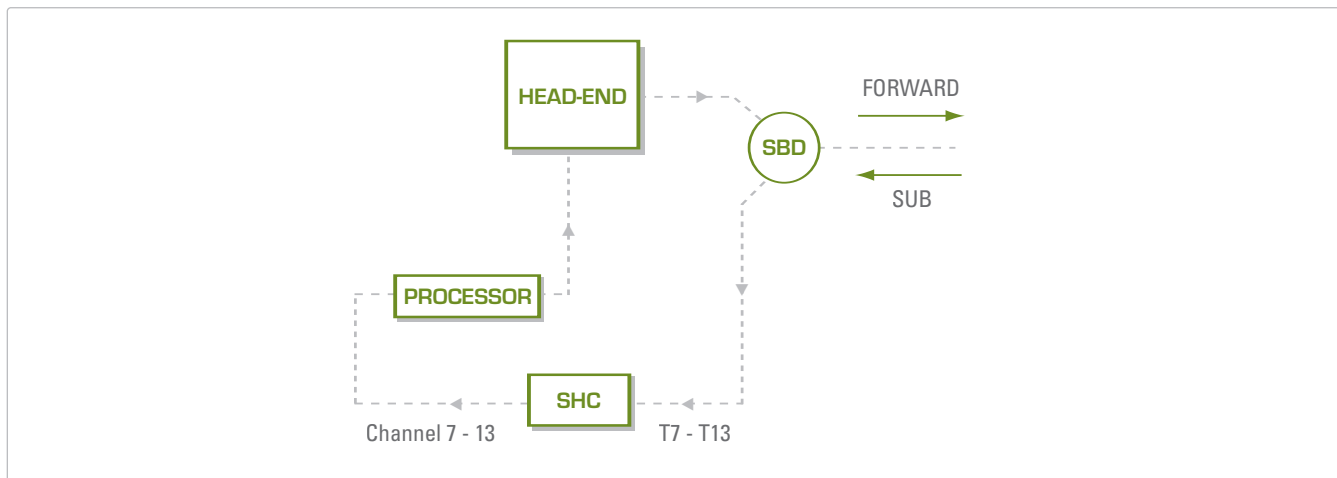 HEAD-END
FORWARD
SBD
SUB
PROCESSOR
SHC
Channel 7 - 13
T7 - T13